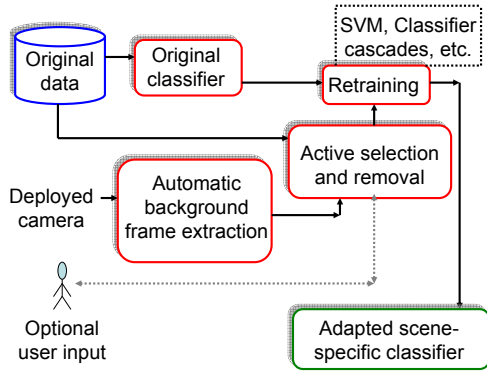 SVM, Classifier
cascades, etc.
Original
data
Original
classifier
Retraining
Active selection
and removal
Deployed
camera
Automatic
background
frame extraction
Optional
user input
Adapted scene-
specific classifier